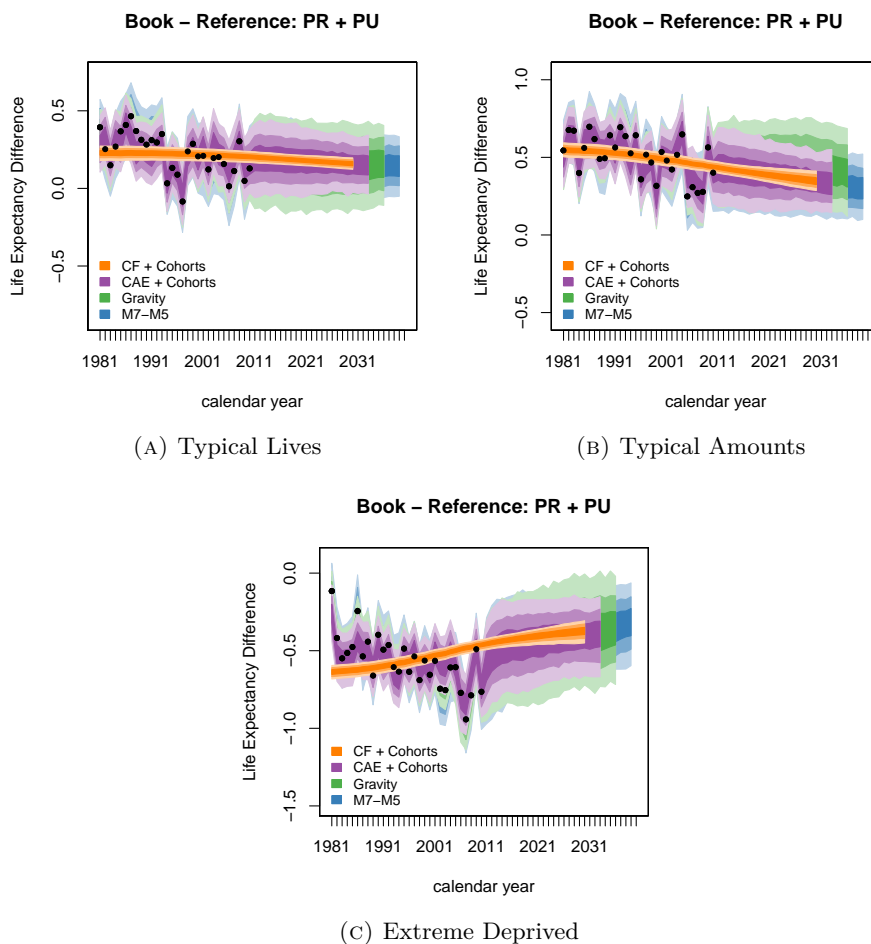 Book – Reference: PR + PU
Life Expectancy Difference
0.5
0.0
−0.5
CF + Cohorts
CAE + Cohorts
Gravity
M7−M5
1981 1991 2001 2011 2021 2031
calendar year
(A) Typical Lives
Book – Reference: PR + PU
Life Expectancy Difference
1.0
0.5
0.0
−0.5
CF + Cohorts
CAE + Cohorts
Gravity
M7−M5
1981 1991 2001 2011 2021 2031
calendar year
(B) Typical Amounts
Book – Reference: PR + PU
Life Expectancy Difference
0.0
−0.5
−1.0
−1.5
CF + Cohorts
CAE + Cohorts
Gravity
M7−M5
1981 1991 2001 2011 2021 2031
calendar year
(C) Extreme Deprived